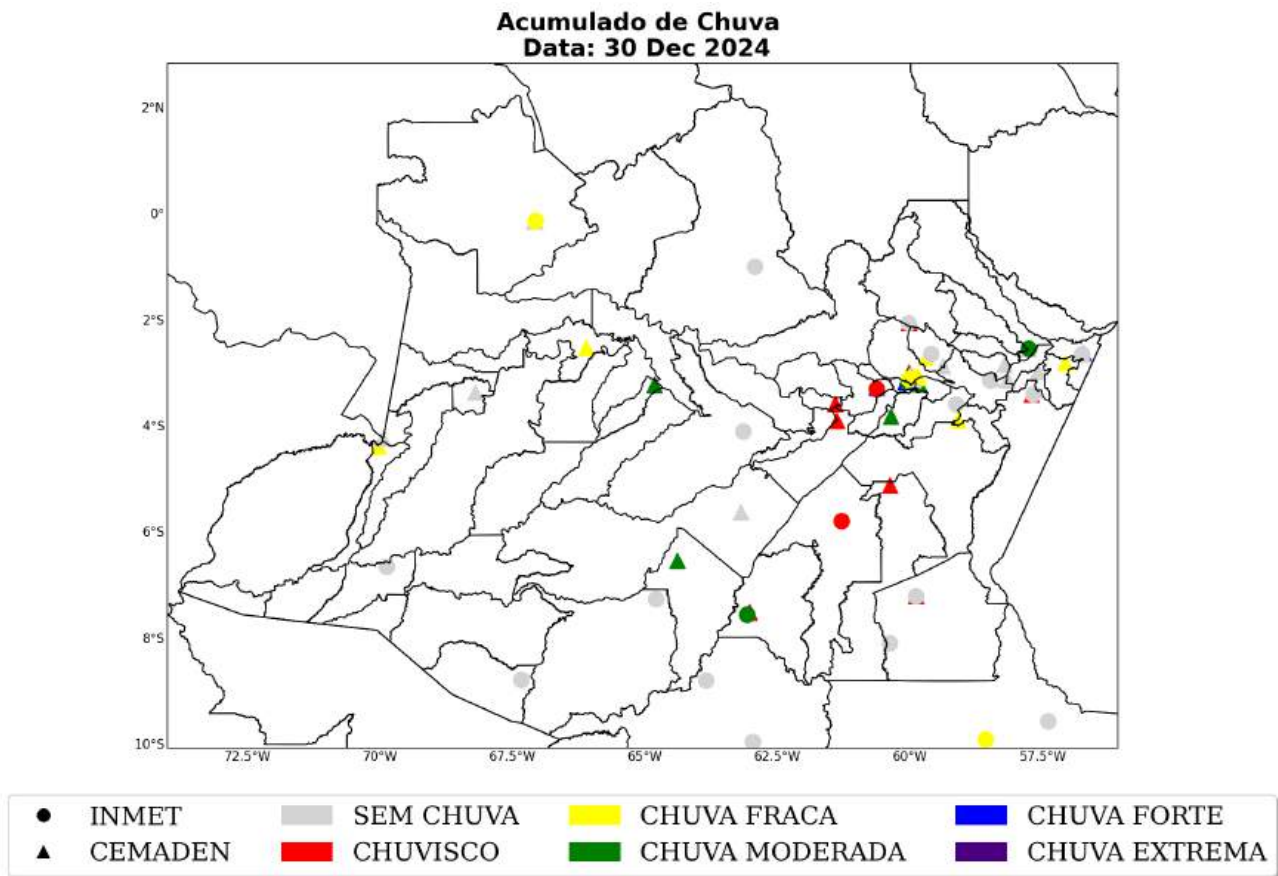 Acumulado de Chuva
Data: 30 Dec 2024
2°N
0°
2°S
4°S
6°S
8°S
10°S
72.5°W 70°W 67.5°W 65°W 62.5°W 60°W 57.5°W
INMET SEM CHUVA CHUVA FRACA CHUVA FORTE
CEMADEN CHUVISCO CHUVA MODERADA CHUVA EXTREMA